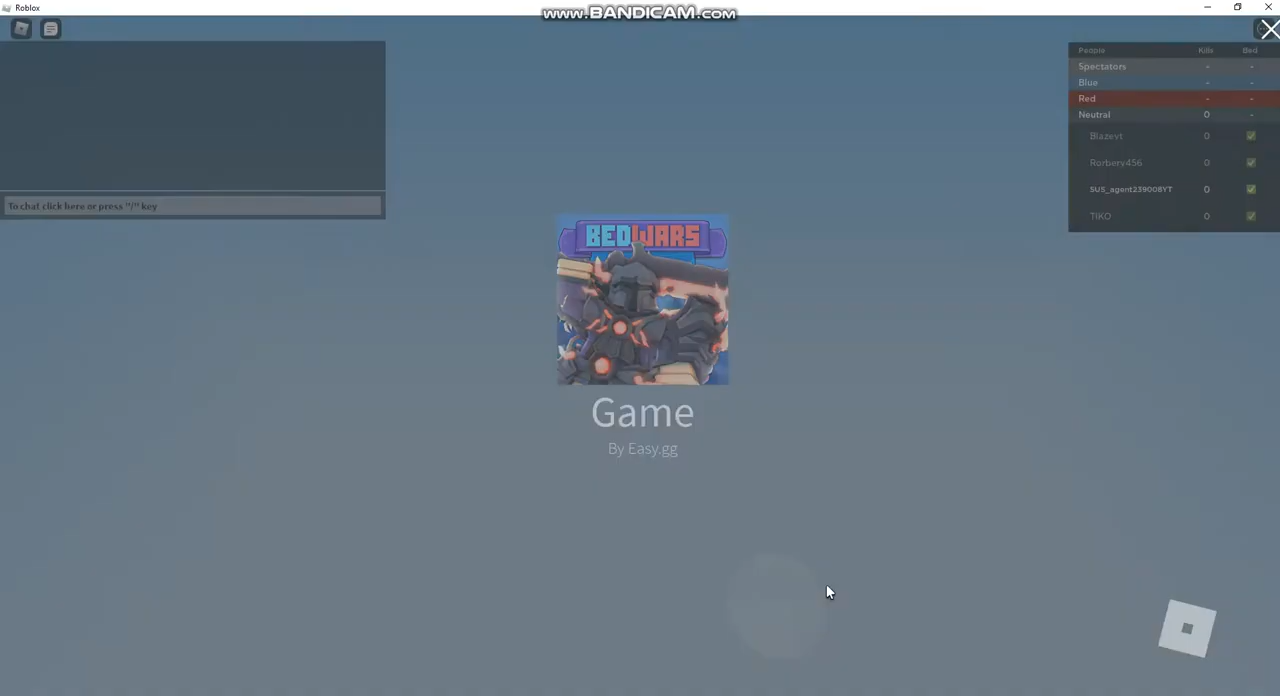 Roblox
www.BANDICAM.com
To chat click here or press "/" key
People Kills Bed
Spectators - -
Blue - -
Red - -
Neutral 0 -
Blazeyt 0
Rorbery456 0
SUS_agent239008YT 0
TIKO 0
BEDWARS
Game
By Easy.gg